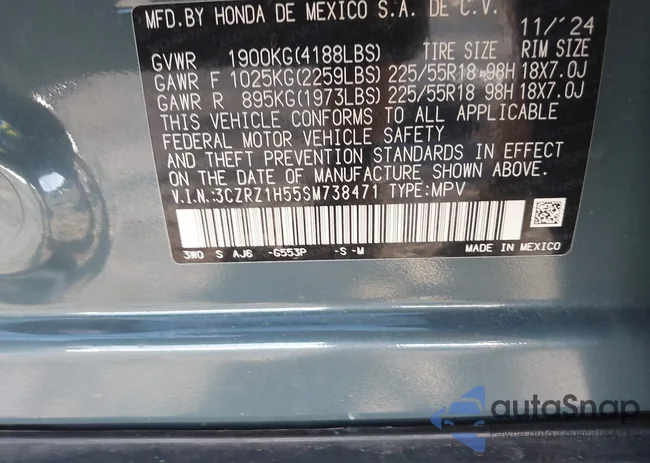 MFD.BY HONDA DE MEXICO S.A. DE C.V.
11/'24
GVWR 1900KG(4188LBS) TIRE SIZE RIM SIZE
GAWR F 1025KG(2259LBS) 225/55R18 98H 18X7.0J
GAWR R 895KG(1973LBS) 225/55R18 98H 18X7.0J
THIS VEHICLE CONFORMS TO ALL APPLICABLE
FEDERAL MOTOR VEHICLE SAFETY
AND THEFT PREVENTION STANDARDS IN EFFECT
ON THE DATE OF MANUFACTURE SHOWN ABOVE.
V.I.N.:3CZRZ1H55SM738471 TYPE:MPV
3W0 S AJ6 -G553P -S -M MADE IN MEXICO
autoSnap